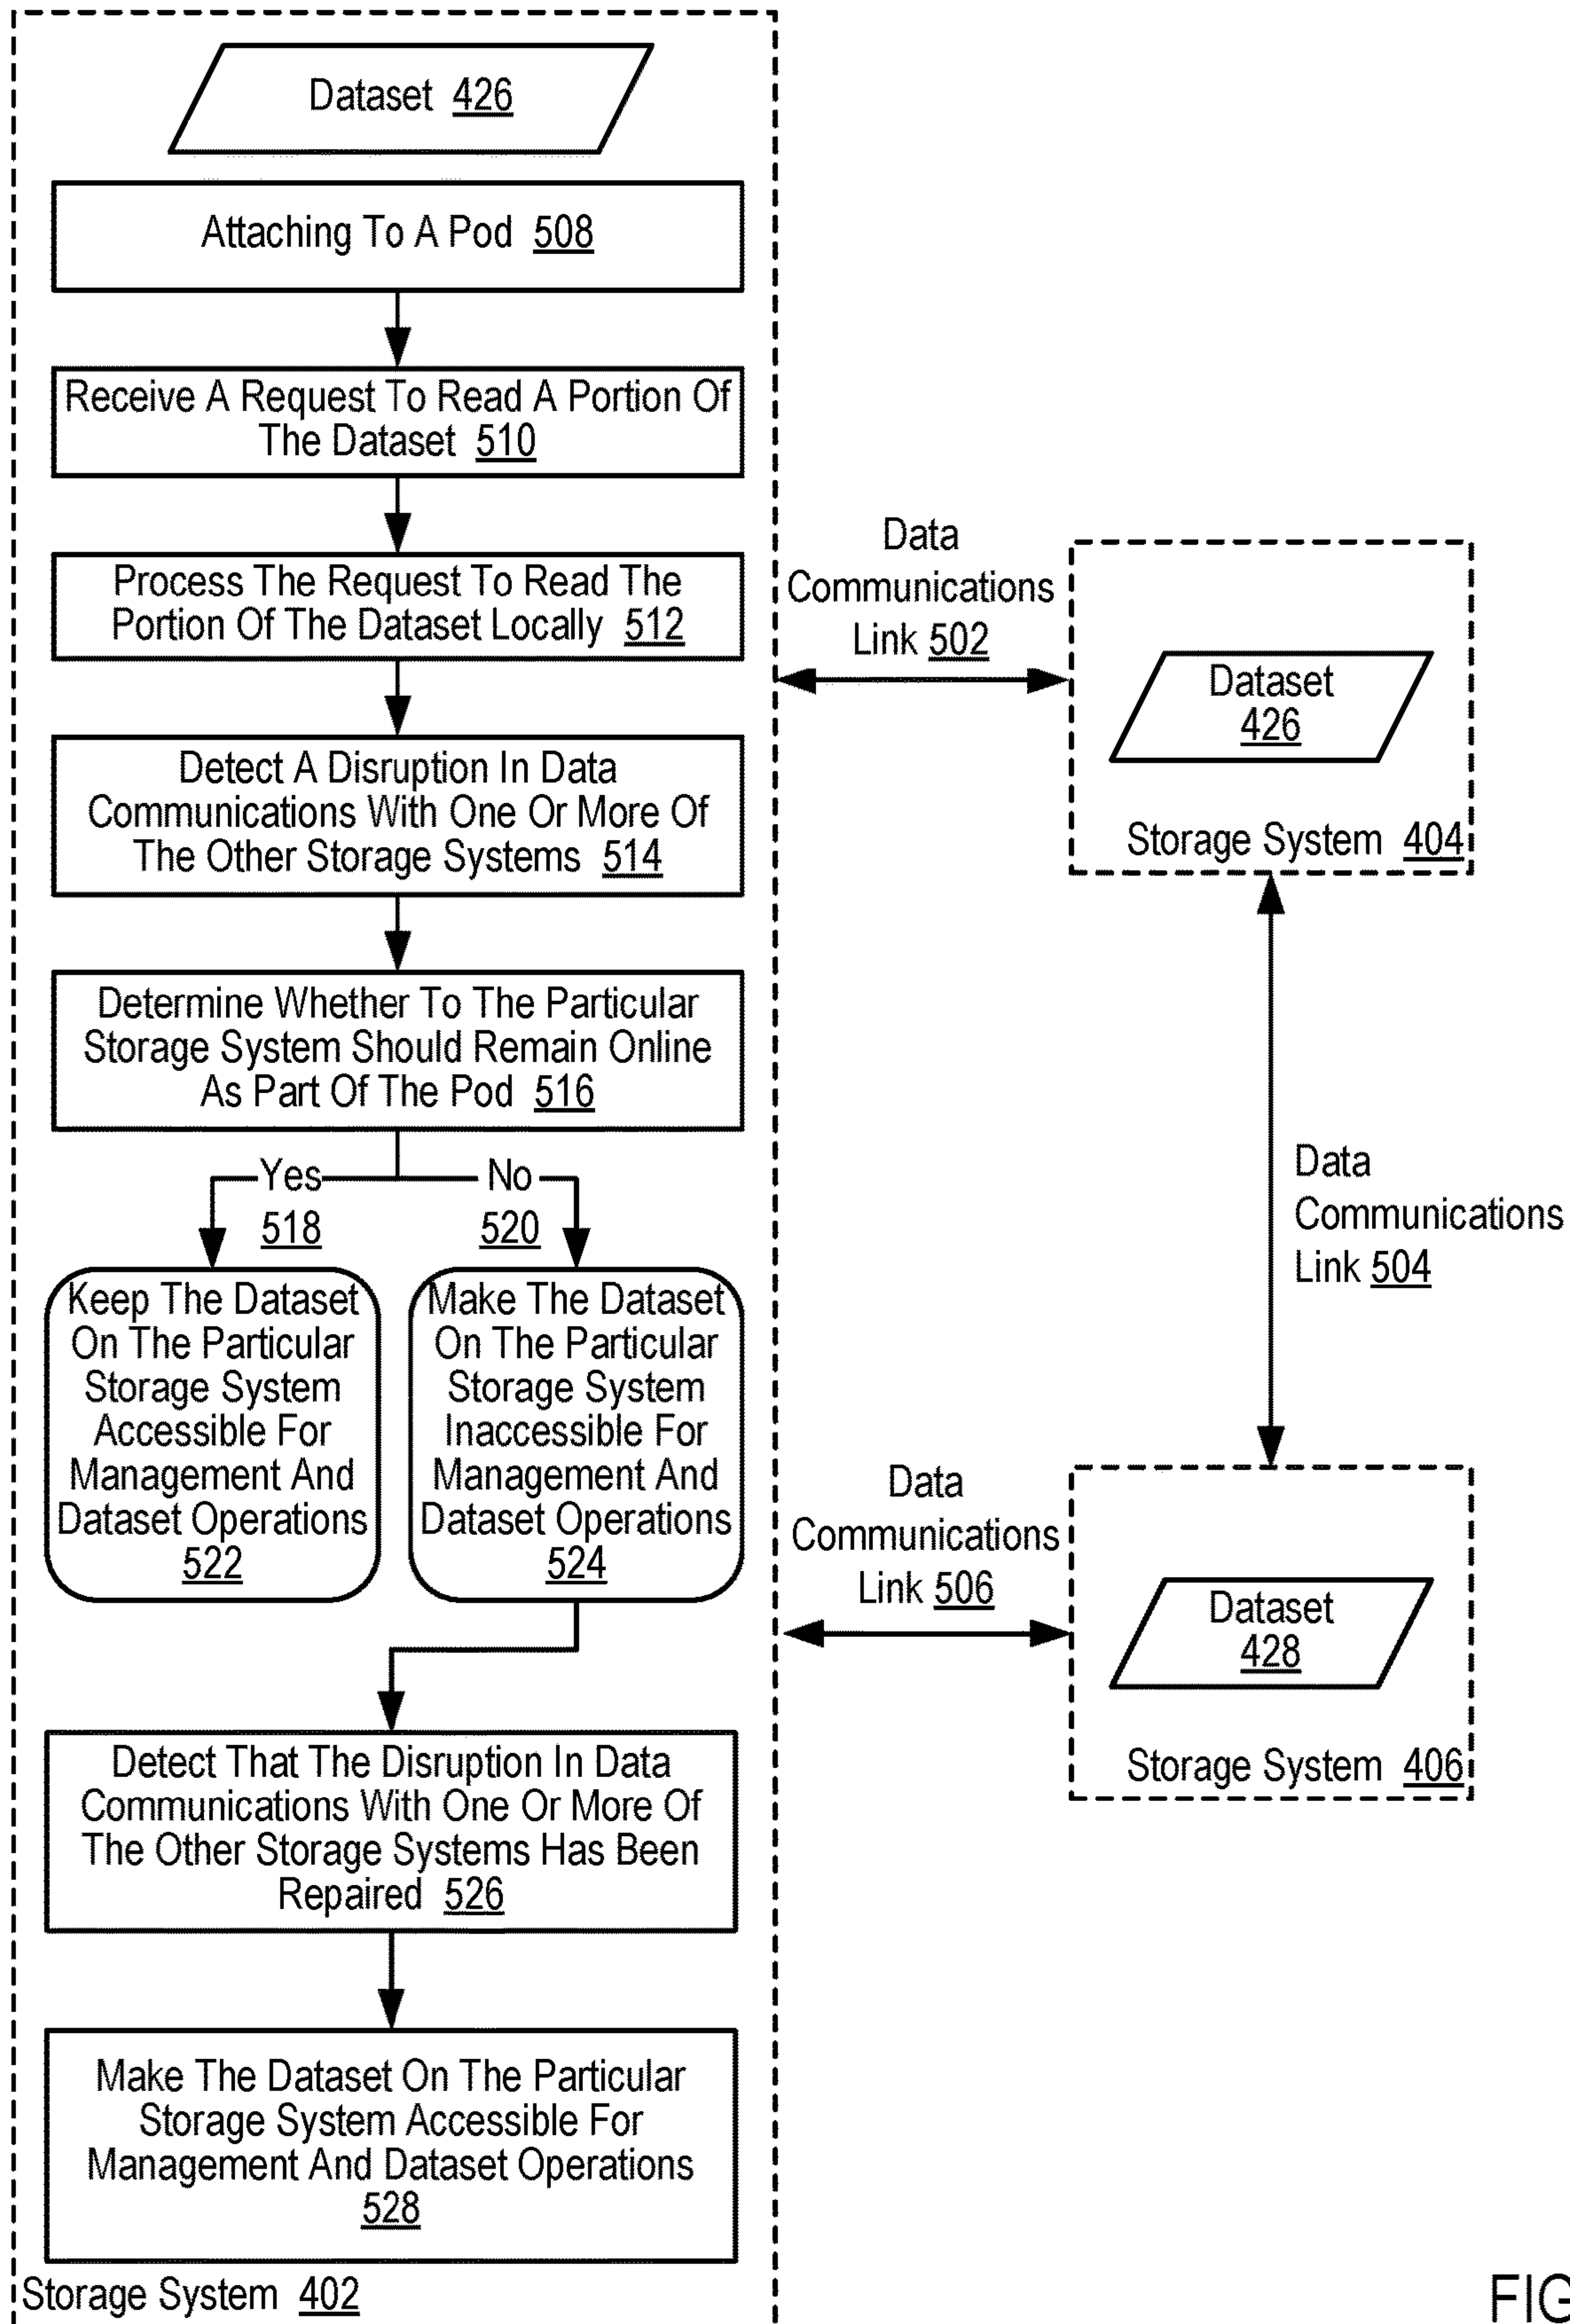 Dataset 426
Attaching To A Pod 508
Receive A Request To Read A Portion Of
The Dataset 510
Process The Request To Read The
Portion Of The Dataset Locally 512
Detect A Disruption In Data
Communications With One Or More Of
The Other Storage Systems 514
Determine Whether To The Particular
Storage System Should Remain Online
As Part Of The Pod 516
Yes
518
No
520
Keep The Dataset
On The Particular
Storage System
Accessible For
Management And
Dataset Operations
522
Make The Dataset
On The Particular
Storage System
Inaccessible For
Management And
Dataset Operations
524
Detect That The Disruption In Data
Communications With One Or More Of
The Other Storage Systems Has Been
Repaired 526
Make The Dataset On The Particular
Storage System Accessible For
Management And Dataset Operations
528
Storage System 402
Data
Communications
Link 502
Dataset
426
Storage System 404
Data
Communications
Link 504
Data
Communications
Link 506
Dataset
428
Storage System 406
FIG